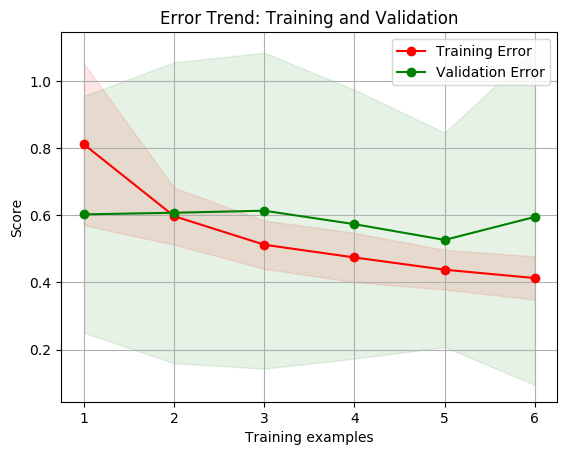 Error Trend: Training and Validation
Training Error
Validation Error
1.0
0.8
0.6
0.4
0.2
Score
1 2 3 4 5 6
Training examples